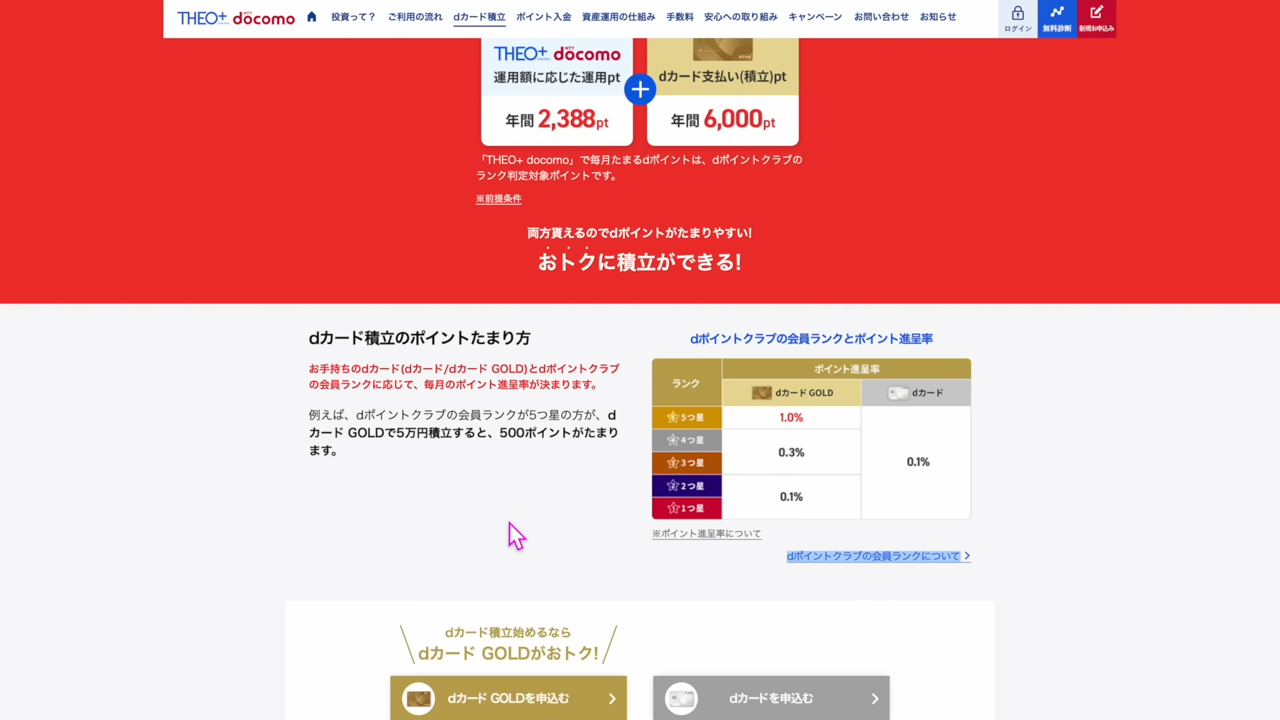 THEO+ docomo
投資って？
ご利用の流れ
dカード積立
ポイント入金
資産運用の仕組み
手数料
安心への取り組み
キャンペーン
お問い合わせ
お知らせ
ログイン
無料診断
新規お申込み
THEO+ docomo
運用額に応じた運用pt
年間 2,388pt
dカード支払い(積立)pt
年間 6,000pt
「THEO+ docomo」で毎月たまるdポイントは、dポイントクラブの
ランク判定対象ポイントです。
※前提条件
両方貰えるのでdポイントがたまりやすい!
おトクに積立ができる!
dカード積立のポイントたまり方
お手持ちのdカード(dカード/dカード GOLD)とdポイントクラブ
の会員ランクに応じて、毎月のポイント進呈率が決まります。
例えば、dポイントクラブの会員ランクが5つ星の方が、d
カード GOLDで5万円積立すると、500ポイントがたまり
ます。
dポイントクラブの会員ランクとポイント進呈率
ランク
ポイント進呈率
dカード GOLD
dカード
5つ星
1.0%
4つ星
0.3%
3つ星
0.1%
2つ星
0.1%
1つ星
※ポイント進呈率について
dポイントクラブの会員ランクについて
dカード積立始めるなら
dカード GOLDがおトク!
dカード GOLDを申込む
dカードを申込む